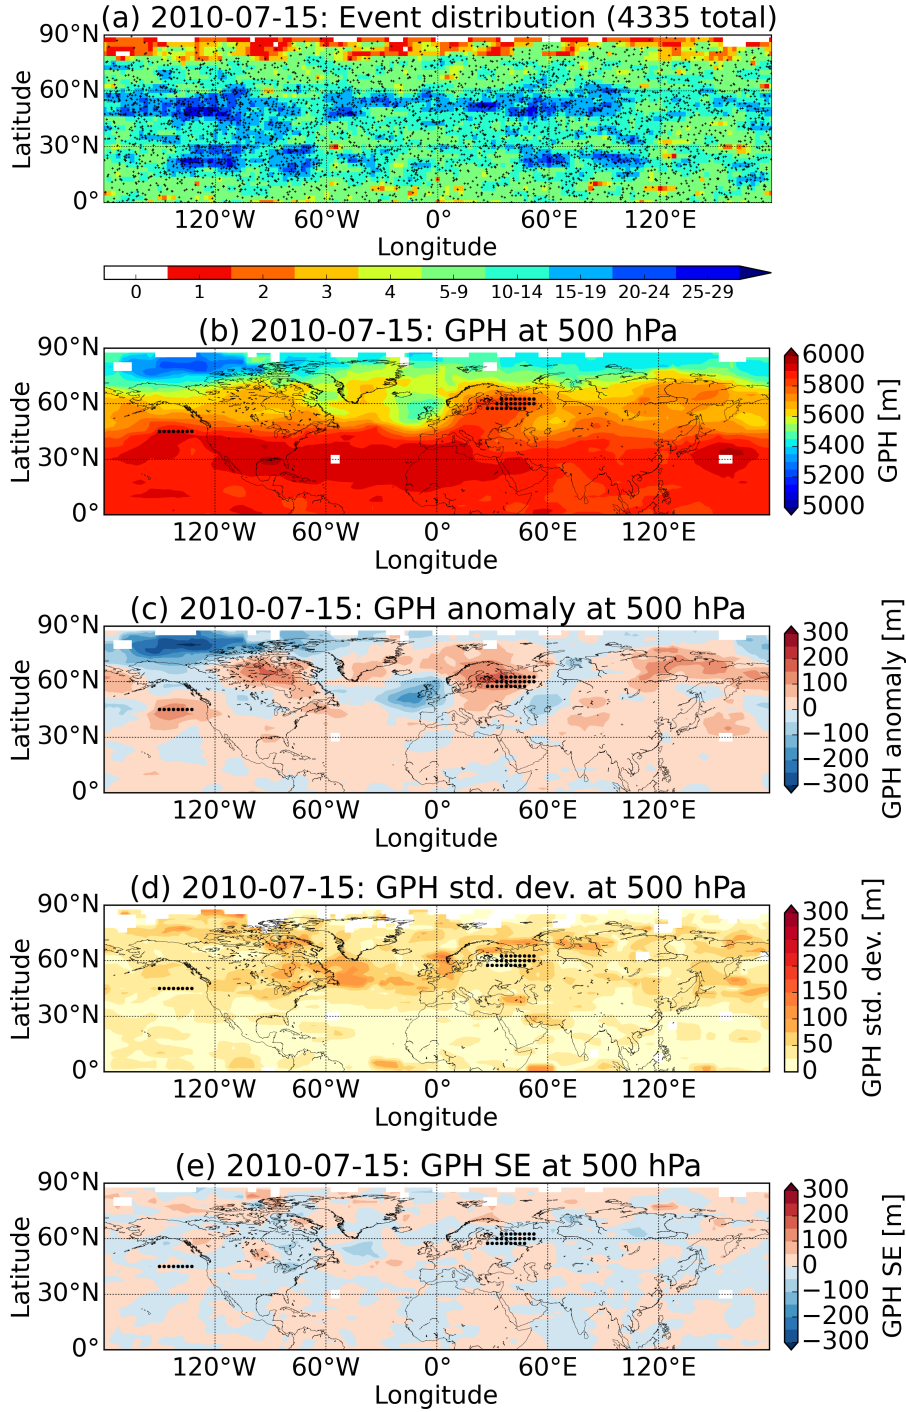 (a) 2010-07-15: Event distribution (4335 total)
90°N
60°N
30°N
0°
Latitude
120°W 60°W 0° 60°E 120°E
Longitude
0 1 2 3 4 5-9 10-14 15-19 20-24 25-29
(b) 2010-07-15: GPH at 500 hPa
90°N
60°N
30°N
0°
Latitude
120°W 60°W 0° 60°E 120°E
Longitude
6000
5800
5600
5400
5200
5000
GPH [m]
(c) 2010-07-15: GPH anomaly at 500 hPa
90°N
60°N
30°N
0°
Latitude
120°W 60°W 0° 60°E 120°E
Longitude
300
200
100
0
−100
−200
−300
GPH anomaly [m]
(d) 2010-07-15: GPH std. dev. at 500 hPa
90°N
60°N
30°N
0°
Latitude
120°W 60°W 0° 60°E 120°E
Longitude
300
250
200
150
100
50
0
GPH std. dev. [m]
(e) 2010-07-15: GPH SE at 500 hPa
90°N
60°N
30°N
0°
Latitude
120°W 60°W 0° 60°E 120°E
Longitude
300
200
100
0
−100
−200
−300
GPH SE [m]